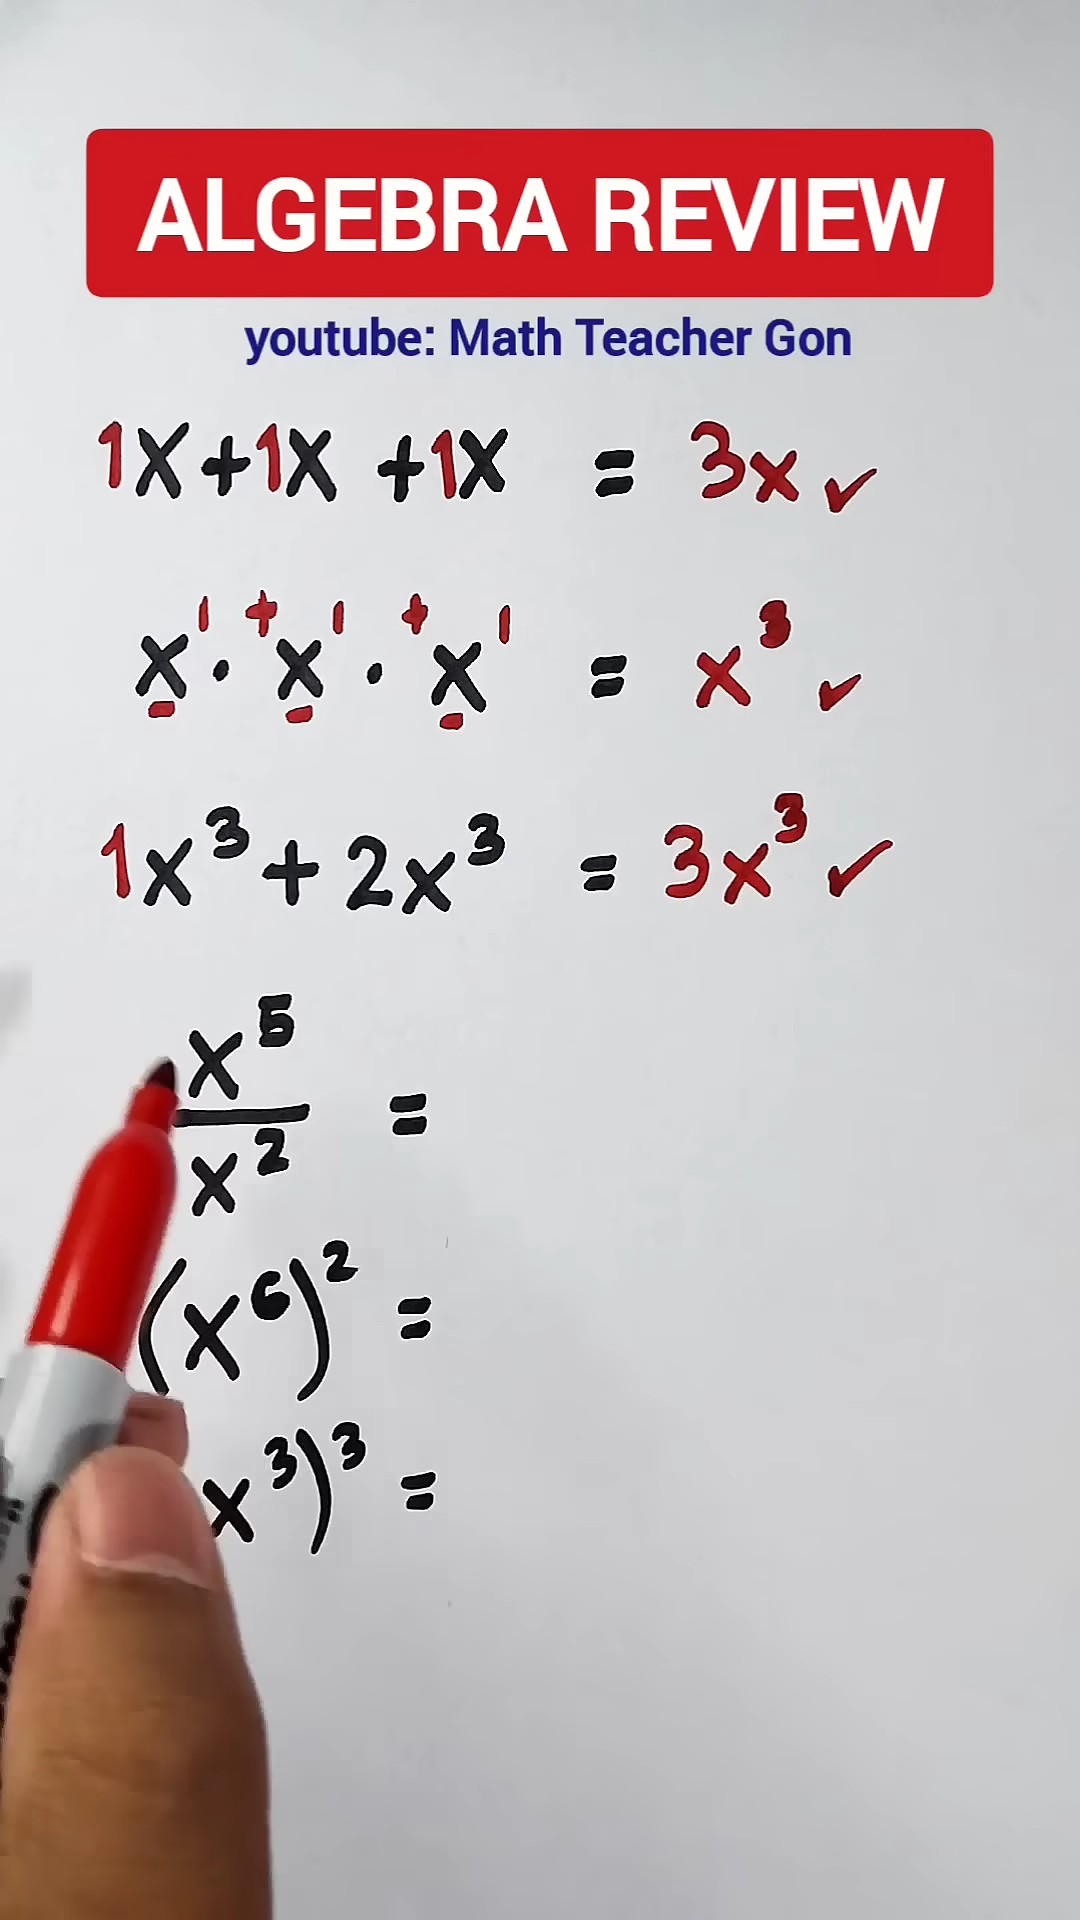 ALGEBRA REVIEW
youtube: Math Teacher Gon
1x + 1x + 1x = 3x ✓
x¹ · ⁺ x¹ · ⁺ x¹ = x³ ✓
1x³ + 2x³ = 3x³ ✓
x⁵
x² =
(x⁶)² =
x³)³ =